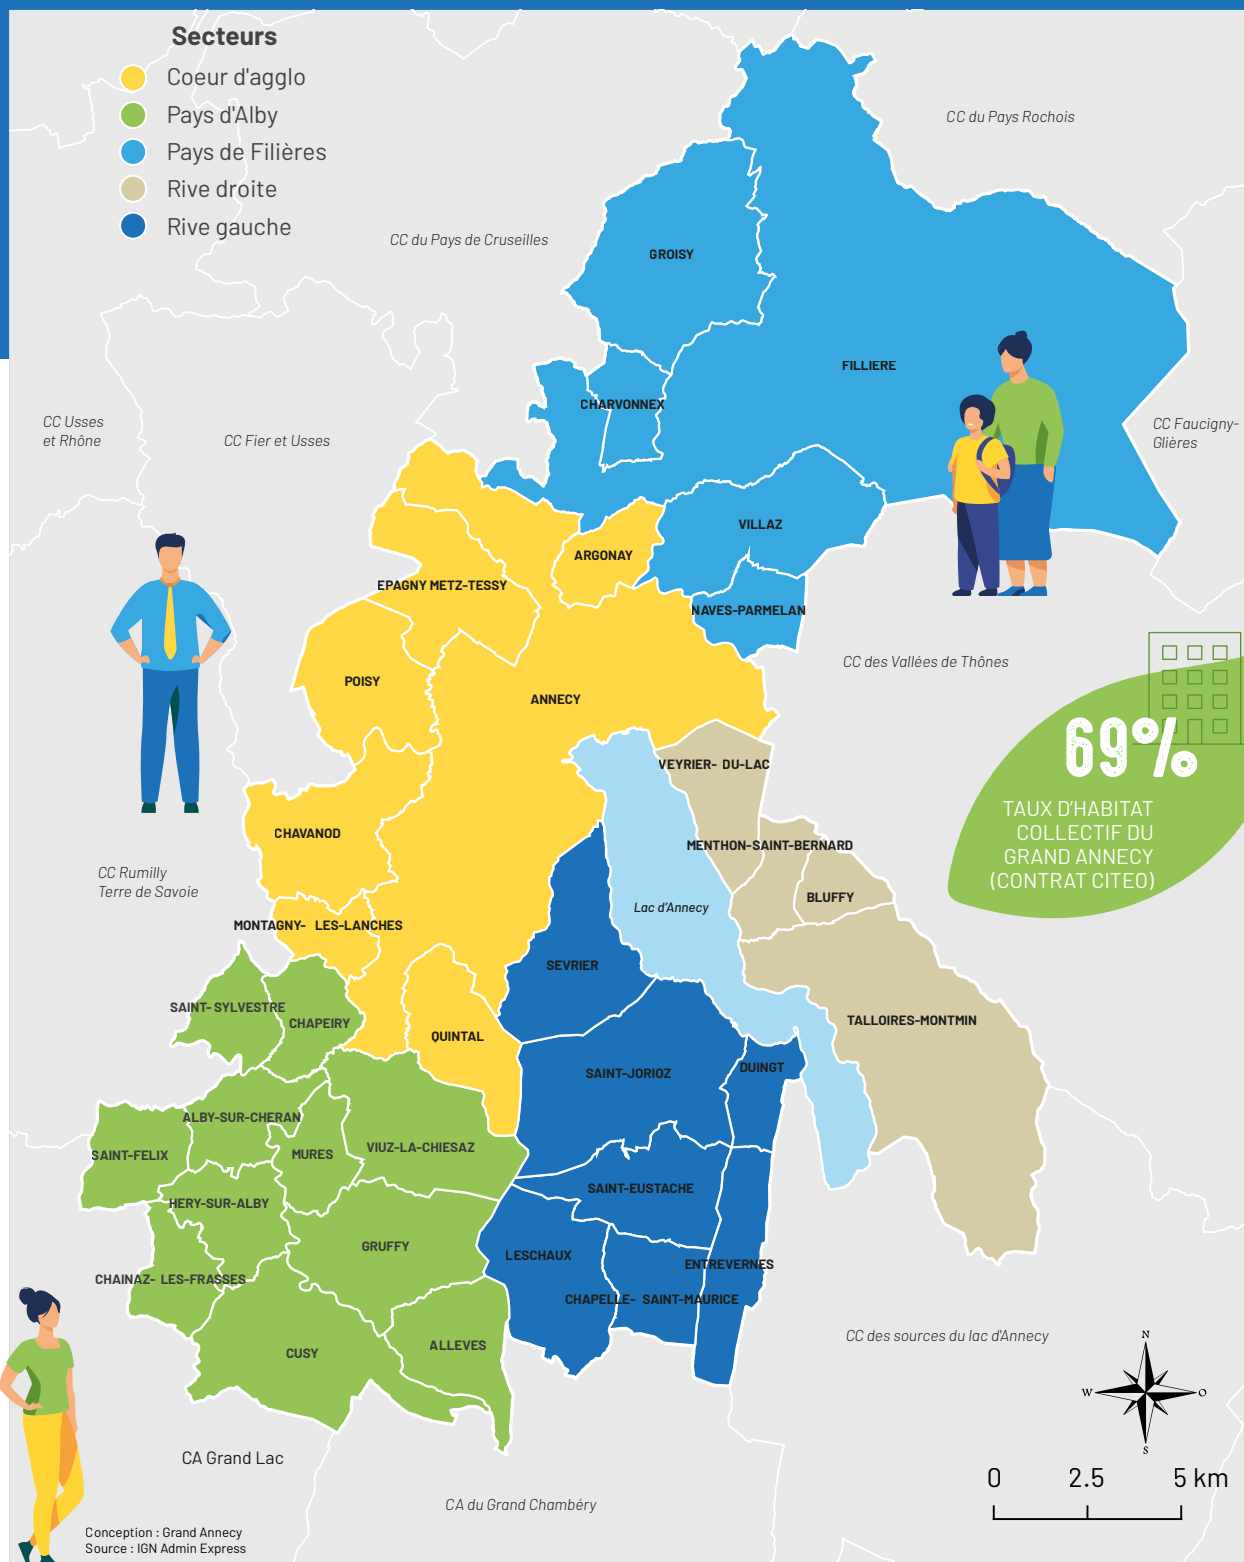 Secteurs
Coeur d'agglo
Pays d'Alby
Pays de Filières
Rive droite
Rive gauche
CC du Pays Rochois
CC du Pays de Cruseilles
GROISY
FILLIERE
CHARVONNEX
CC Usses
et Rhône
CC Fier et Usses
CC Faucigny-
Glières
VILLAZ
ARGONAY
EPAGNY METZ-TESSY
NAVES-PARMELAN
CC des Vallées de Thônes
POISY
ANNECY
69%
TAUX D'HABITAT
COLLECTIF DU
GRAND ANNECY
(CONTRAT CITEO)
VEYRIER- DU-LAC
CHAVANOD
MENTHON-SAINT-BERNARD
CC Rumilly
Terre de Savoie
BLUFFY
Lac d'Annecy
MONTAGNY- LES-LANCHES
SEVRIER
SAINT- SYLVESTRE
CHAPEIRY
QUINTAL
TALLOIRES-MONTMIN
SAINT-JORIOZ
DUINGT
ALBY-SUR-CHERAN
SAINT-FELIX
MURES
VIUZ-LA-CHIESAZ
SAINT-EUSTACHE
HERY-SUR-ALBY
GRUFFY
LESCHAUX
ENTREVERNES
CHAINAZ- LES-FRASSES
CHAPELLE- SAINT-MAURICE
CUSY
ALLEVES
CC des sources du lac d'Annecy
N
W
O
S
CA Grand Lac
CA du Grand Chambéry
0 2.5 5 km
Conception : Grand Annecy
Source : IGN Admin Express